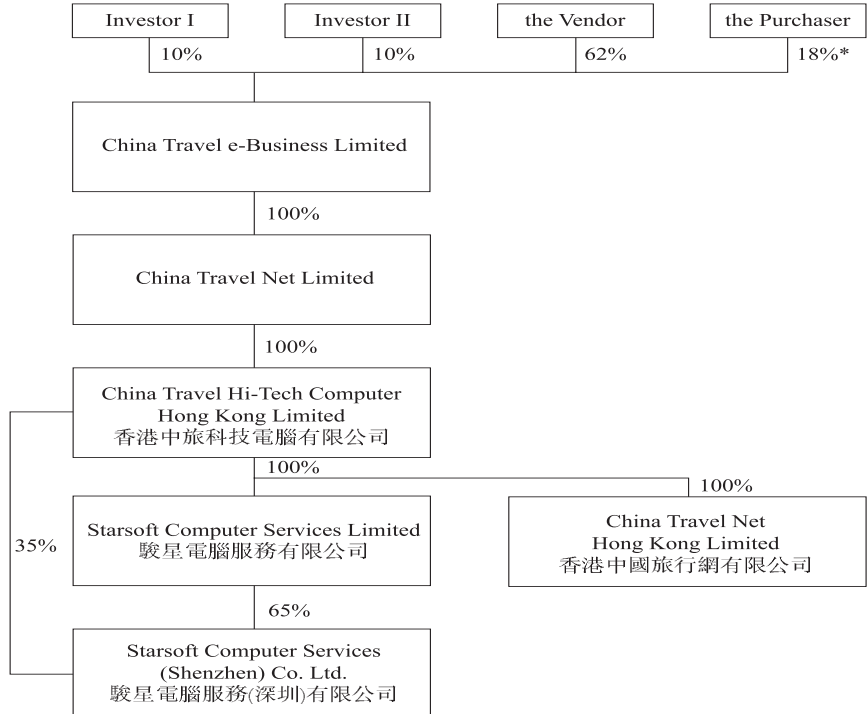 Investor I
Investor II
the Vendor
the Purchaser
10%
10%
62%
18%*
China Travel e-Business Limited
100%
China Travel Net Limited
100%
China Travel Hi-Tech Computer
Hong Kong Limited
香港中旅科技電腦有限公司
100%
100%
Starsoft Computer Services Limited
駿星電腦服務有限公司
China Travel Net
Hong Kong Limited
香港中國旅行網有限公司
35%
65%
Starsoft Computer Services
(Shenzhen) Co. Ltd.
駿星電腦服務(深圳)有限公司